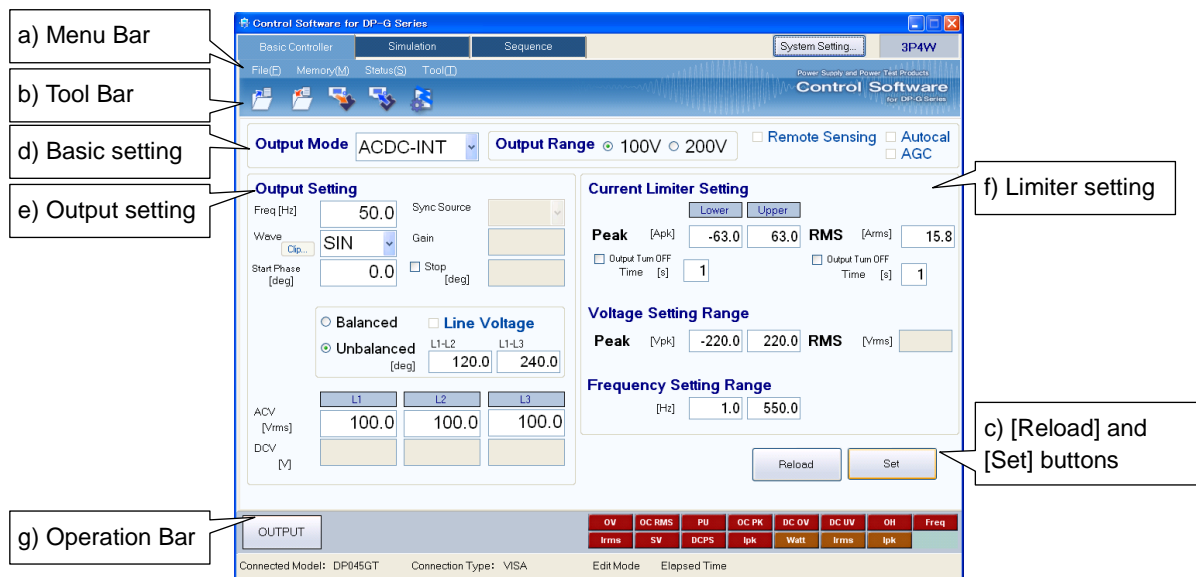 a) Menu Bar
b) Tool Bar
d) Basic setting
e) Output setting
g) Operation Bar
f) Limiter setting
c) [Reload] and
[Set] buttons
Control Software for DP-G Series
Basic Controller Simulation Sequence System Setting... 3P4W
File(F) Memory(M) Status(S) Tool(T)
Power Supply and Power Test Products
Control Software
for DP-G Series
Output Mode ACDC-INT Output Range 100V 200V Remote Sensing Autocal
AGC
Output Setting
Freq [Hz] 50.0 Sync Source
Wave Clip... SIN Gain
Start Phase
[deg] 0.0 Stop
[deg]
Balanced Line Voltage
Unbalanced L1-L2 L1-L3
[deg] 120.0 240.0
L1 L2 L3
ACV
[Vrms] 100.0 100.0 100.0
DCV
[V]
Current Limiter Setting
Lower Upper
Peak [Apk] -63.0 63.0 RMS [Arms] 15.8
Output Turn OFF Output Turn OFF
Time [s] 1 Time [s] 1
Voltage Setting Range
Peak [Vpk] -220.0 220.0 RMS [Vrms]
Frequency Setting Range
[Hz] 1.0 550.0
Reload Set
OUTPUT
OV OC RMS PU OC PK DC OV DC UV OH Freq
Irms SV DCPS Ipk Watt Irms Ipk
Connected Model: DP045GT Connection Type: VISA Edit Mode Elapsed Time